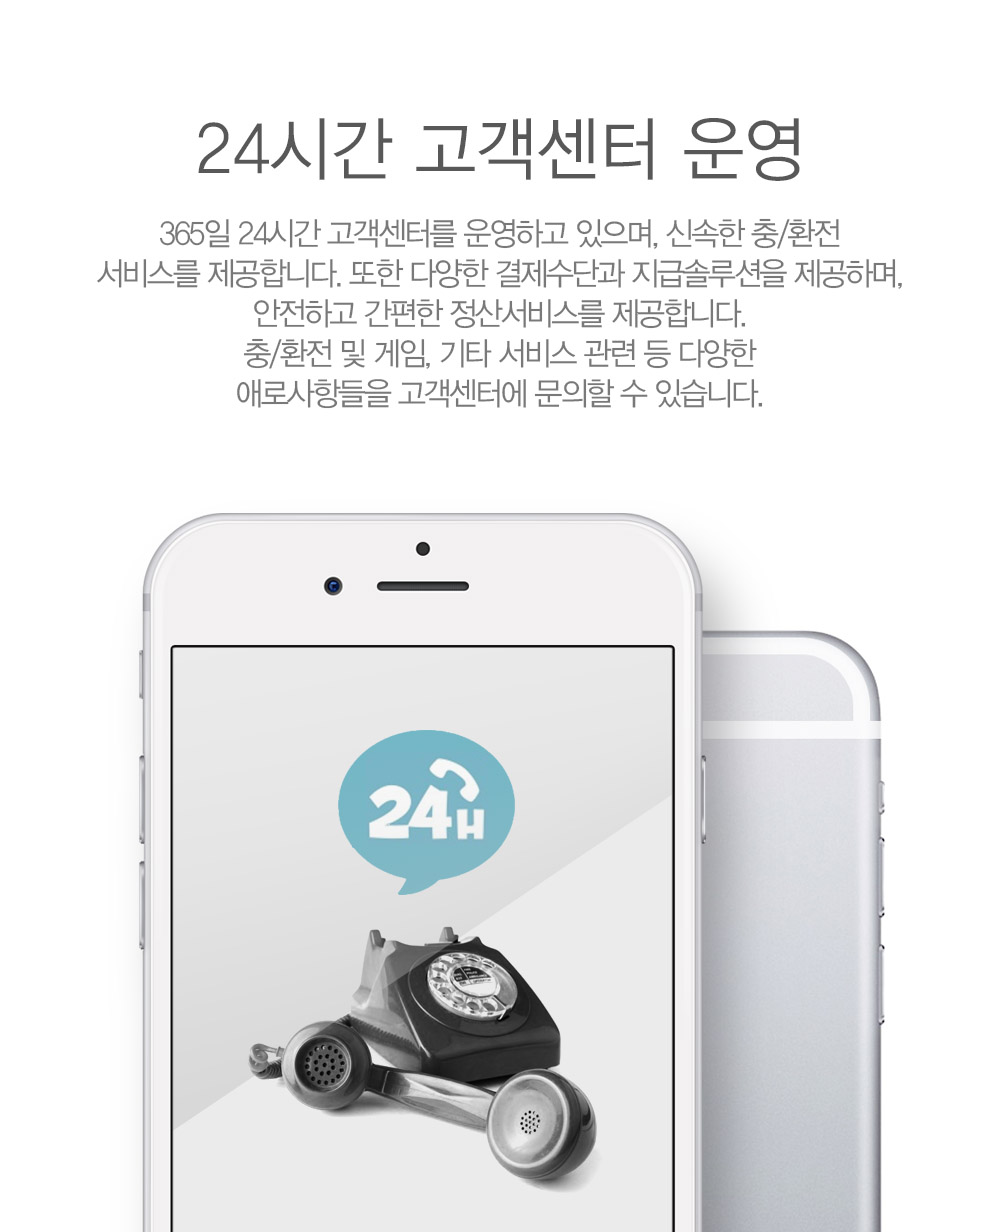 24시간 고객센터 운영
365일 24시간 고객센터를 운영하고 있으며, 신속한 충/환전
서비스를 제공합니다. 또한 다양한 결제수단과 지급솔루션을 제공하며,
안전하고 간편한 정산서비스를 제공합니다.
충/환전 및 게임, 기타 서비스 관련 등 다양한
애로사항들을 고객센터에 문의할 수 있습니다.
24H